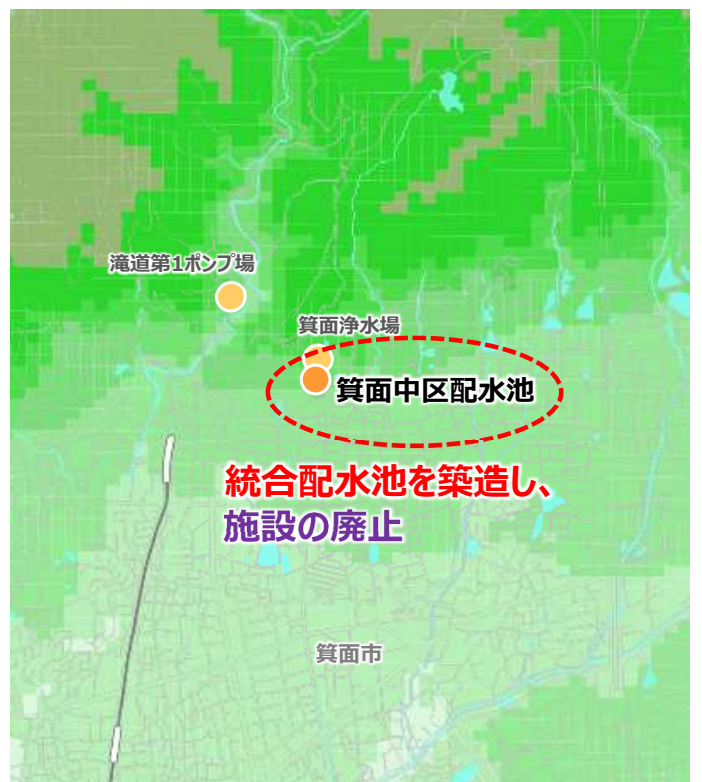 滝道第1ポンプ場
箕面浄水場
箕面中区配水池
統合配水池を築造し、
施設の廃止
箕面市